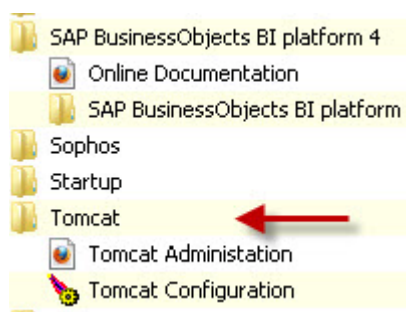 SAP BusinessObjects BI platform 4
Online Documentation
SAP BusinessObjects BI platform
Sophos
Startup
Tomcat
Tomcat Administation
Tomcat Configuration